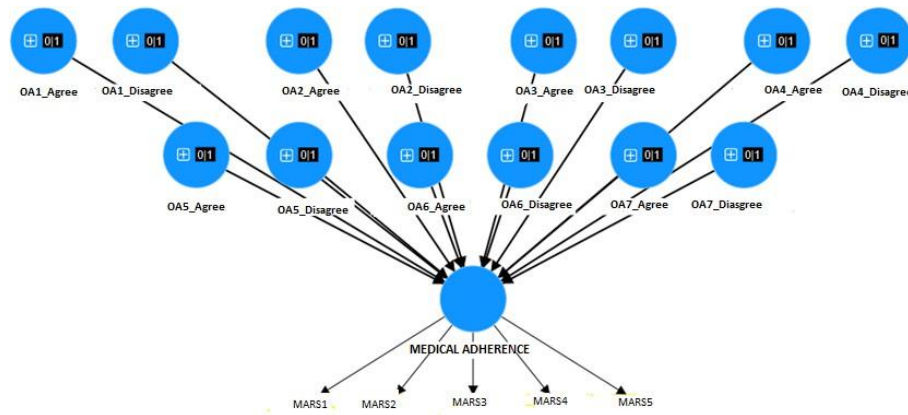 0|1 0|1 0|1 0|1 0|1 0|1 0|1 0|1
OA1_Agree OA1_Disagree OA2_Agree OA2_Disagree OA3_Agree OA3_Disagree OA4_Agree OA4_Disagree
0|1 0|1 0|1 0|1 0|1 0|1
OA5_Agree OA5_Disagree OA6_Agree OA6_Disagree OA7_Agree OA7_Diasgree
MEDICAL ADHERENCE
MARS1 MARS2 MARS3 MARS4 MARS5